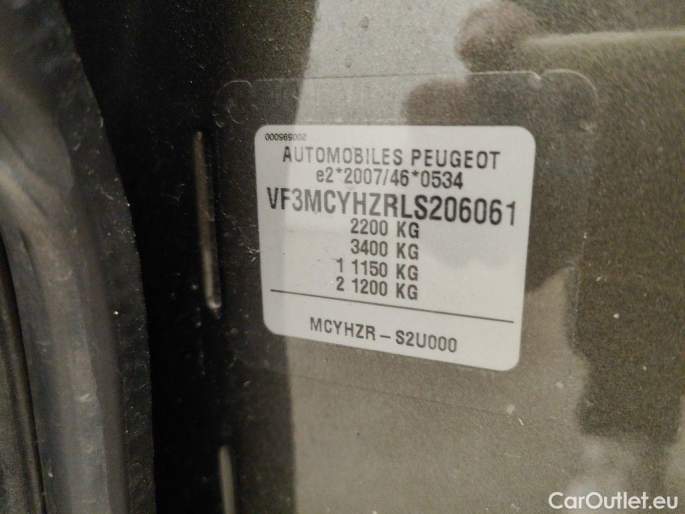 2005995000
AUTOMOBILES PEUGEOT
e2*2007/46*0534
VF3MCYHZRLS206061
2200 KG
3400 KG
1 1150 KG
2 1200 KG
MCYHZR – S2U000
CarOutlet.eu